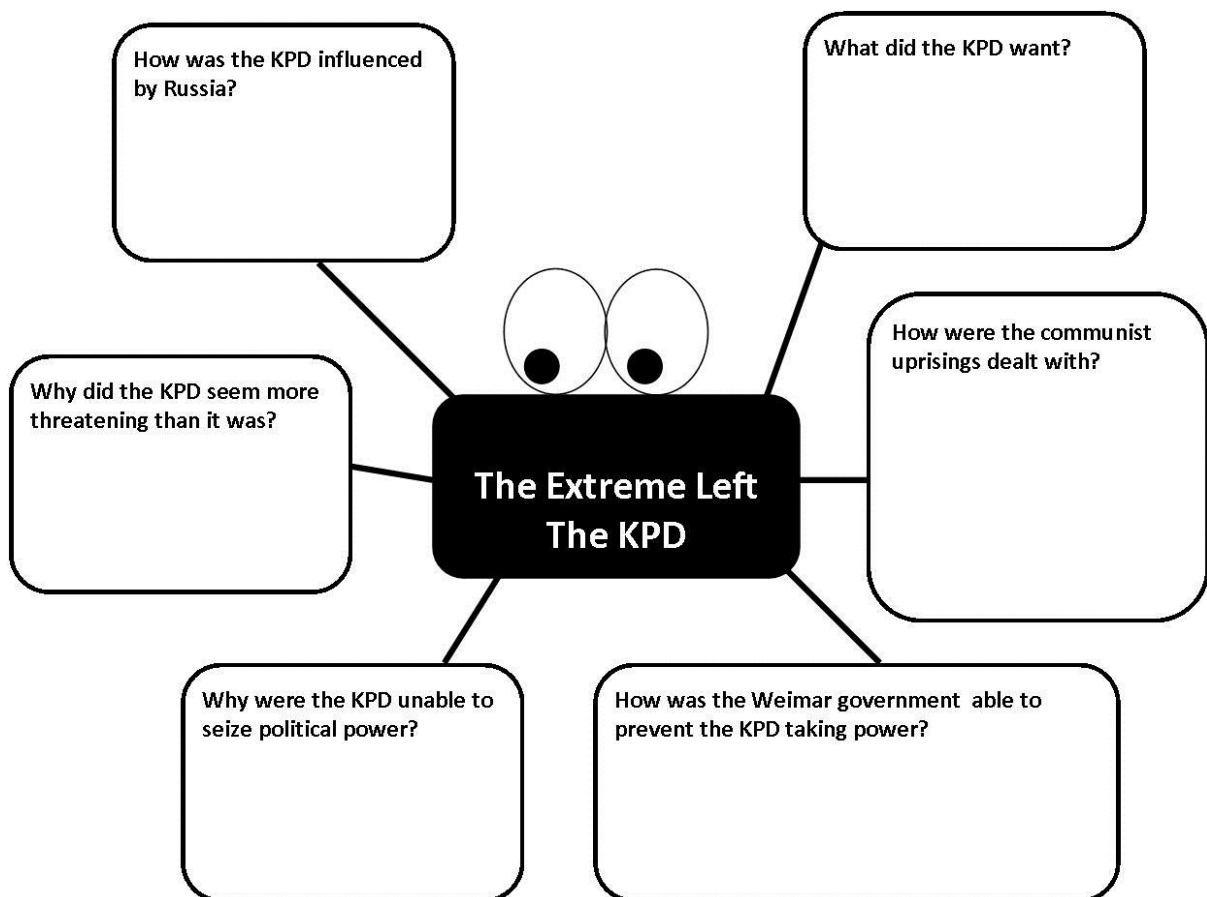 How was the KPD influenced
by Russia?
What did the KPD want?
How were the communist
uprisings dealt with?
Why did the KPD seem more
threatening than it was?
The Extreme Left
The KPD
Why were the KPD unable to
seize political power?
How was the Weimar government  able to
prevent the KPD taking power?